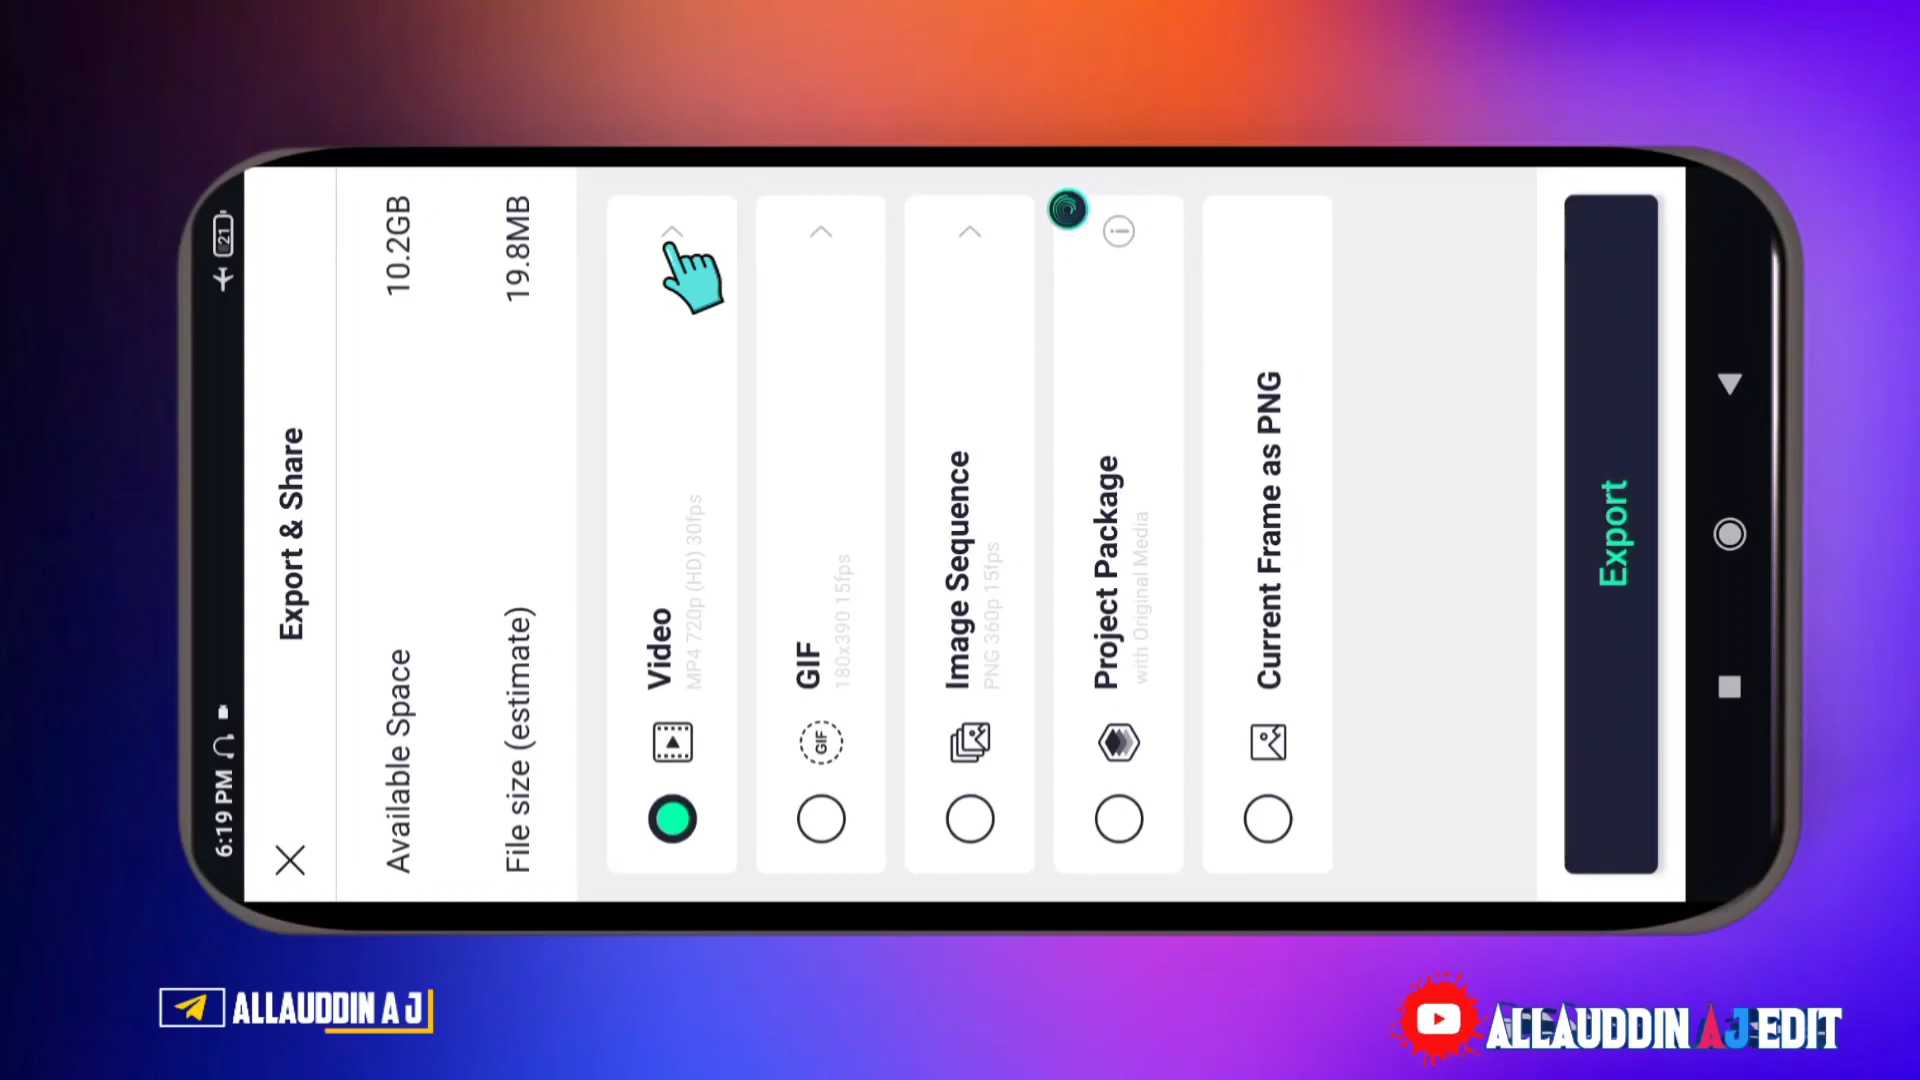 6:19 PM
21
Export & Share
Available Space 10.2GB
File size (estimate) 19.8MB
Video
MP4 720p (HD) 30fps
GIF
GIF
180x390 15fps
Image Sequence
PNG 360p 15fps
Project Package
with Original Media
Current Frame as PNG
Export
ALLAUDDIN A J
ALLAUDDIN AJ EDIT